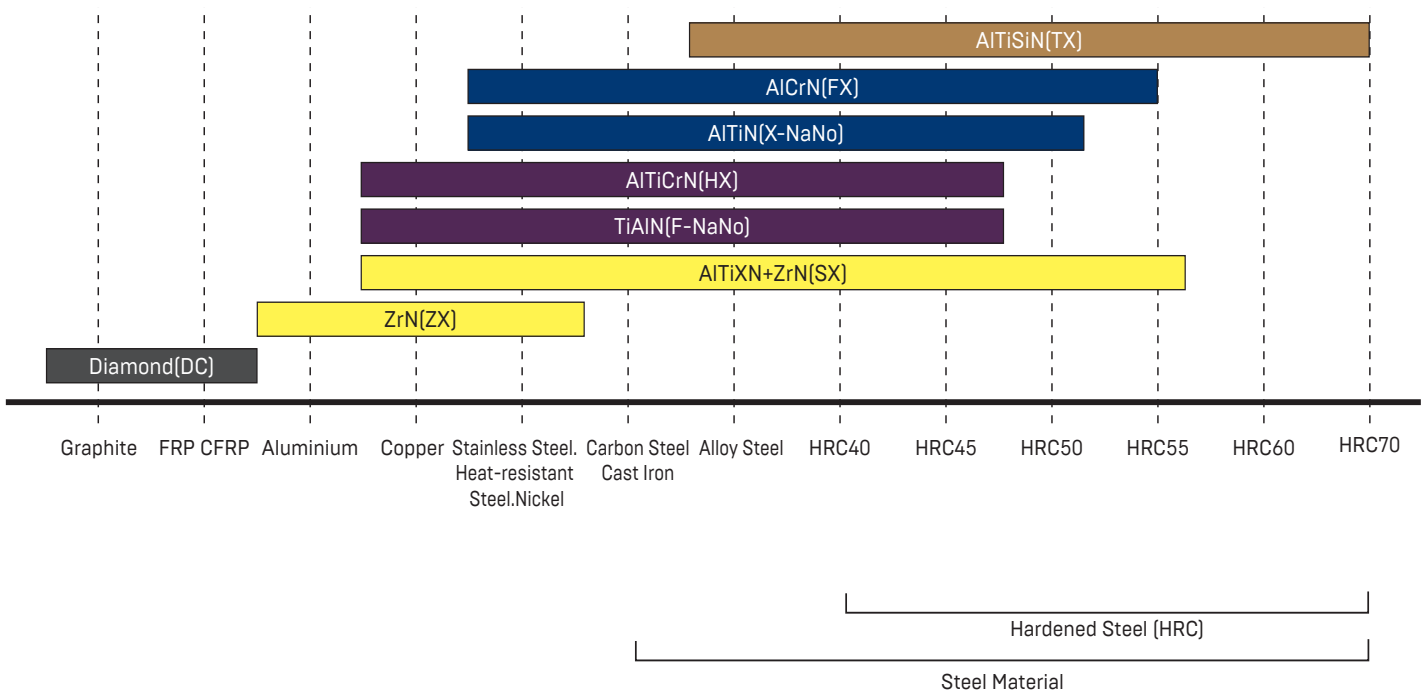 AlTiSiN(TX)
AlCrN(FX)
AlTiN(X-NaNo)
AlTiCrN(HX)
TiAlN(F-NaNo)
AlTiXN+ZrN(SX)
ZrN(ZX)
Diamond(DC)
Graphite
FRP CFRP
Aluminium
Copper
Stainless Steel.
Heat-resistant
Steel.Nickel
Carbon Steel
Cast Iron
Alloy Steel
HRC40
HRC45
HRC50
HRC55
HRC60
HRC70
Hardened Steel (HRC)
Steel Material